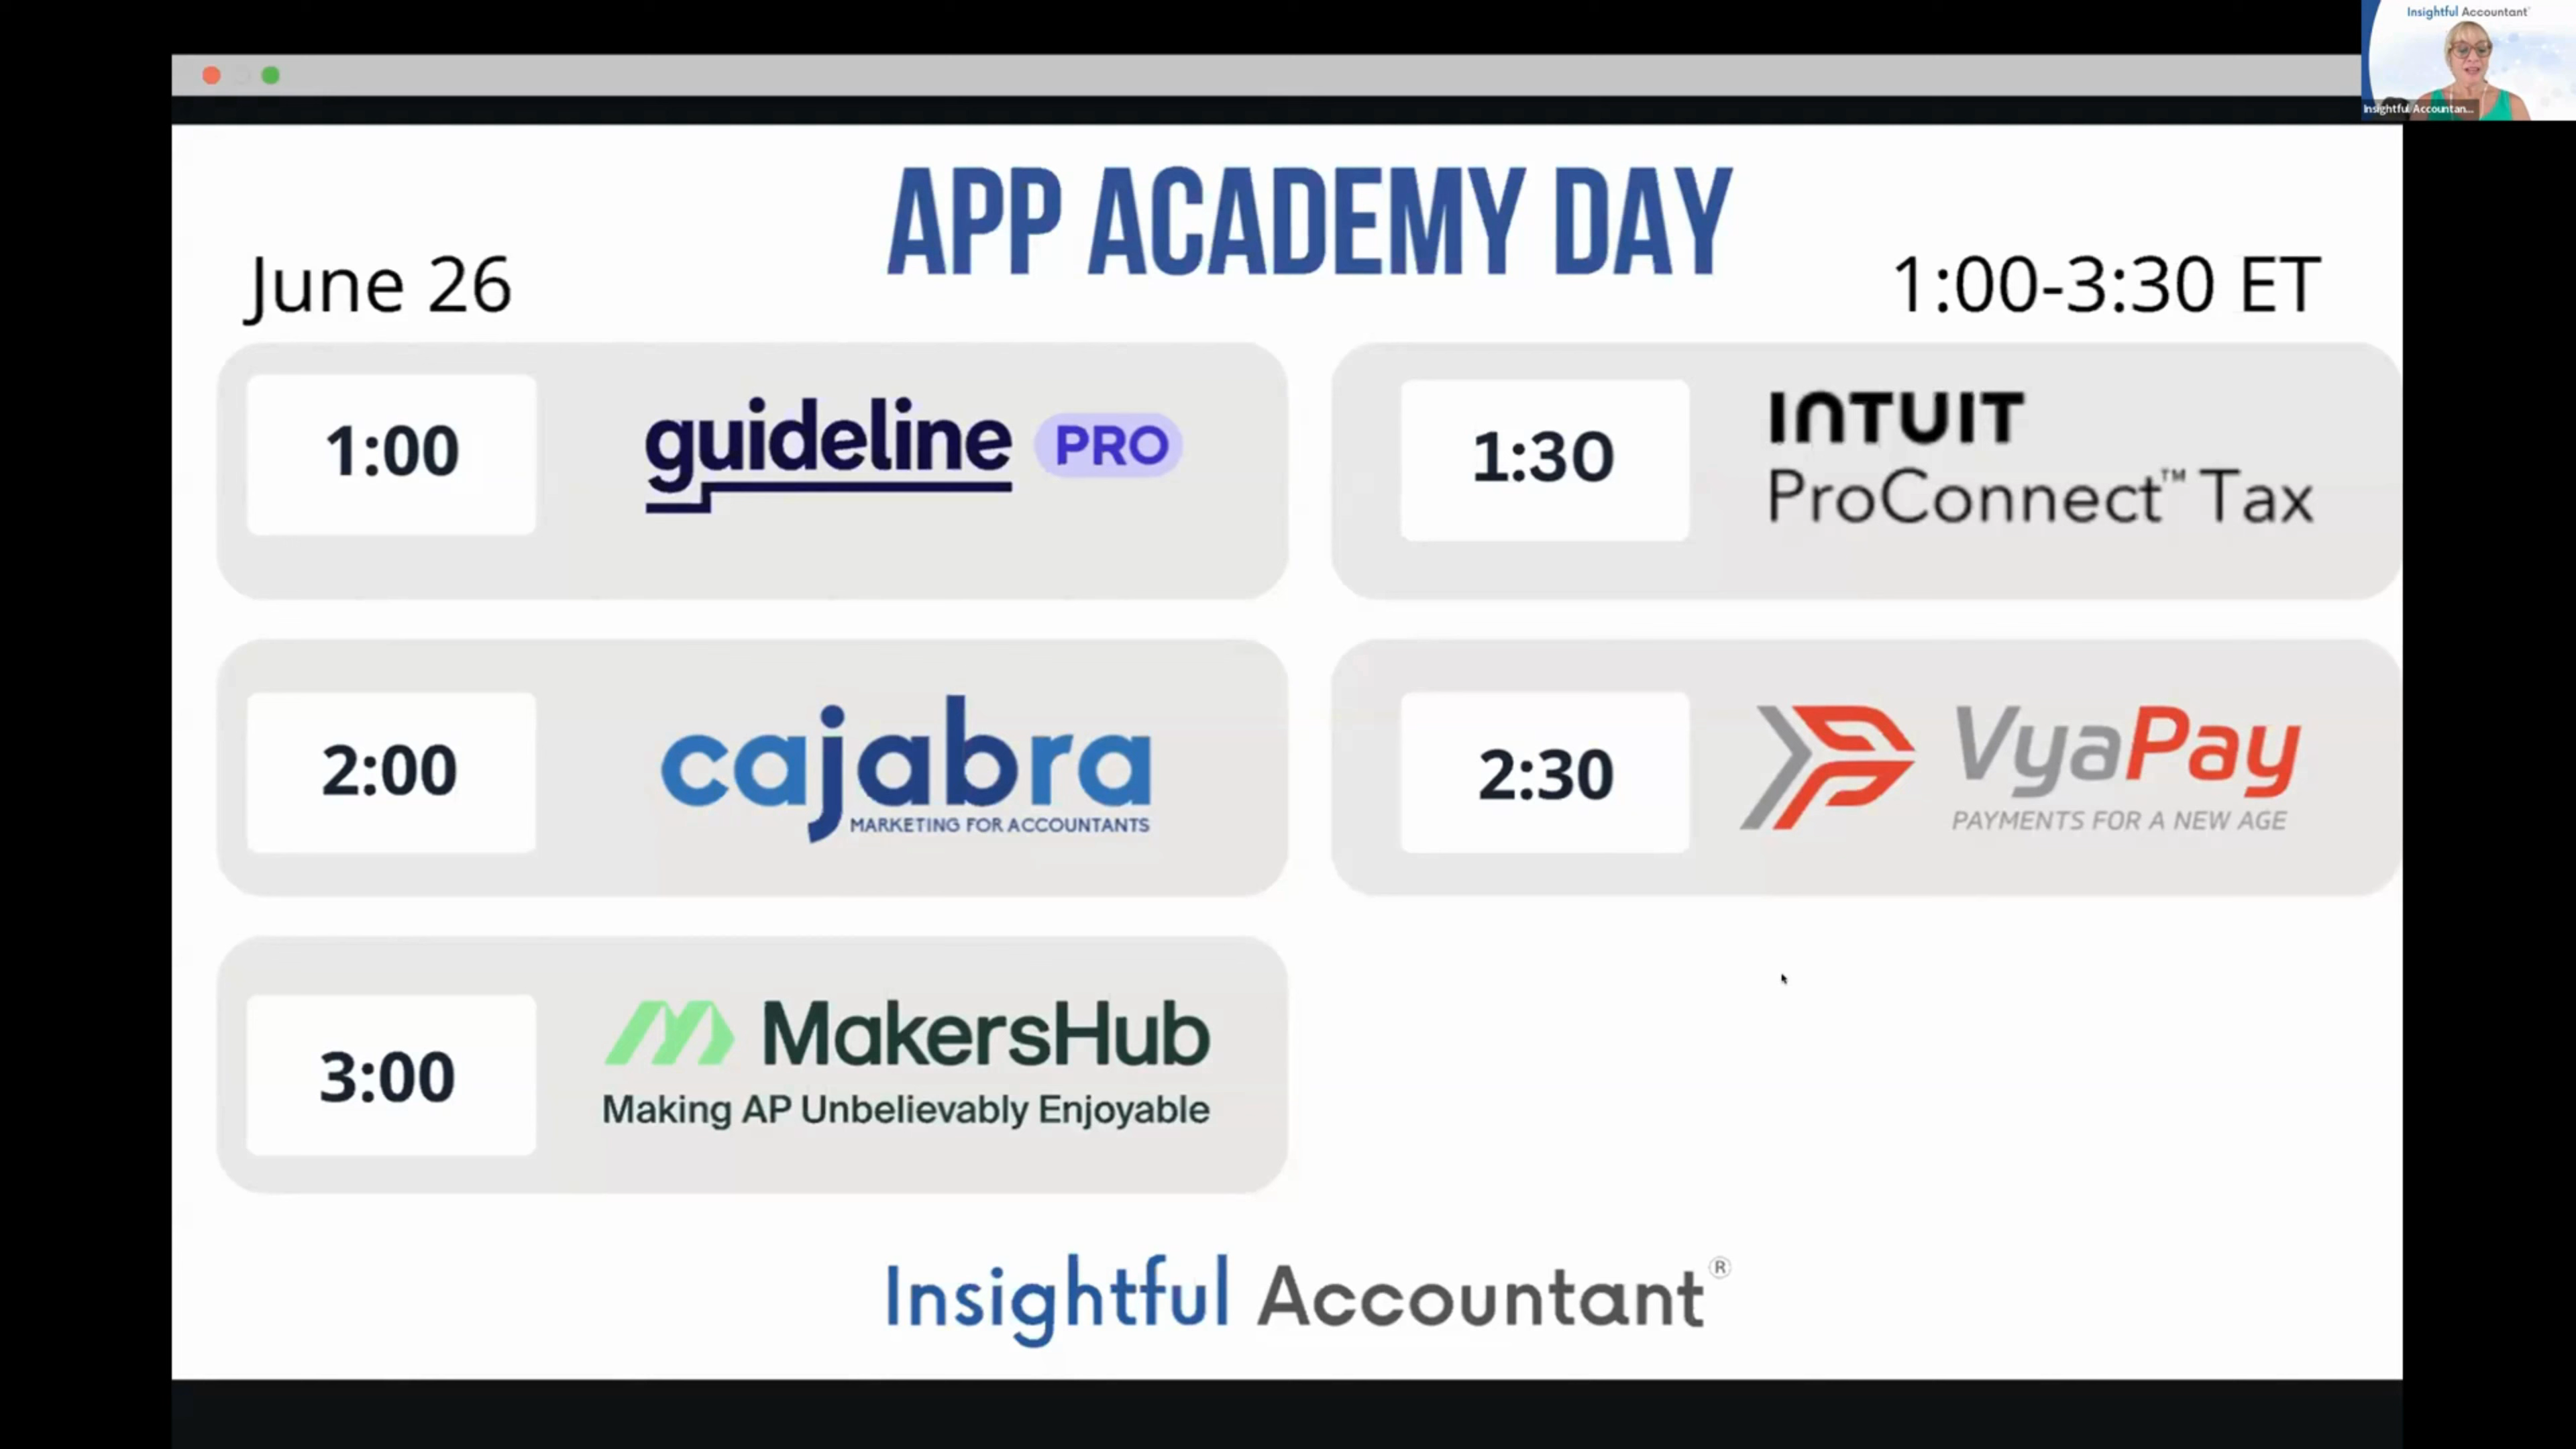 Insightful Accountant
Insightful Accountan...
APP ACADEMY DAY
June 26
1:00-3:30 ET
1:00
guideline PRO
1:30
INTUIT
ProConnect™ Tax
2:00
cajabra
MARKETING FOR ACCOUNTANTS
2:30
VyaPay
PAYMENTS FOR A NEW AGE
3:00
MakersHub
Making AP Unbelievably Enjoyable
Insightful Accountant®